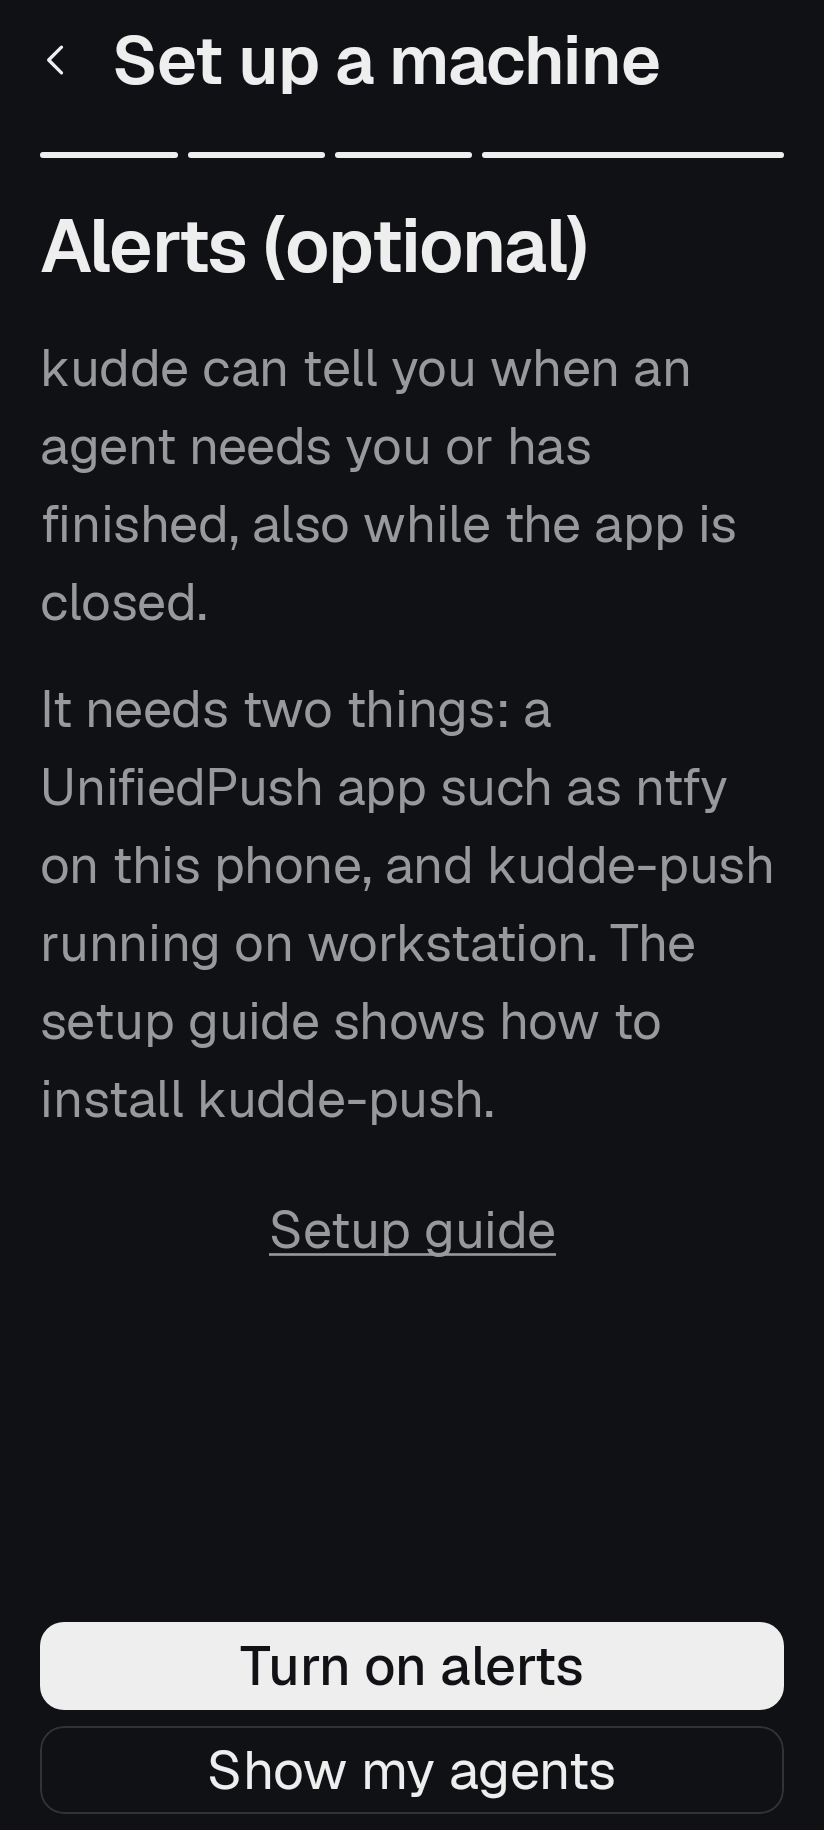 Set up a machine
Alerts (optional)
kudde can tell you when an
agent needs you or has
finished, also while the app is
closed.
It needs two things: a
UnifiedPush app such as ntfy
on this phone, and kudde-push
running on workstation. The
setup guide shows how to
install kudde-push.
Setup guide
Turn on alerts
Show my agents